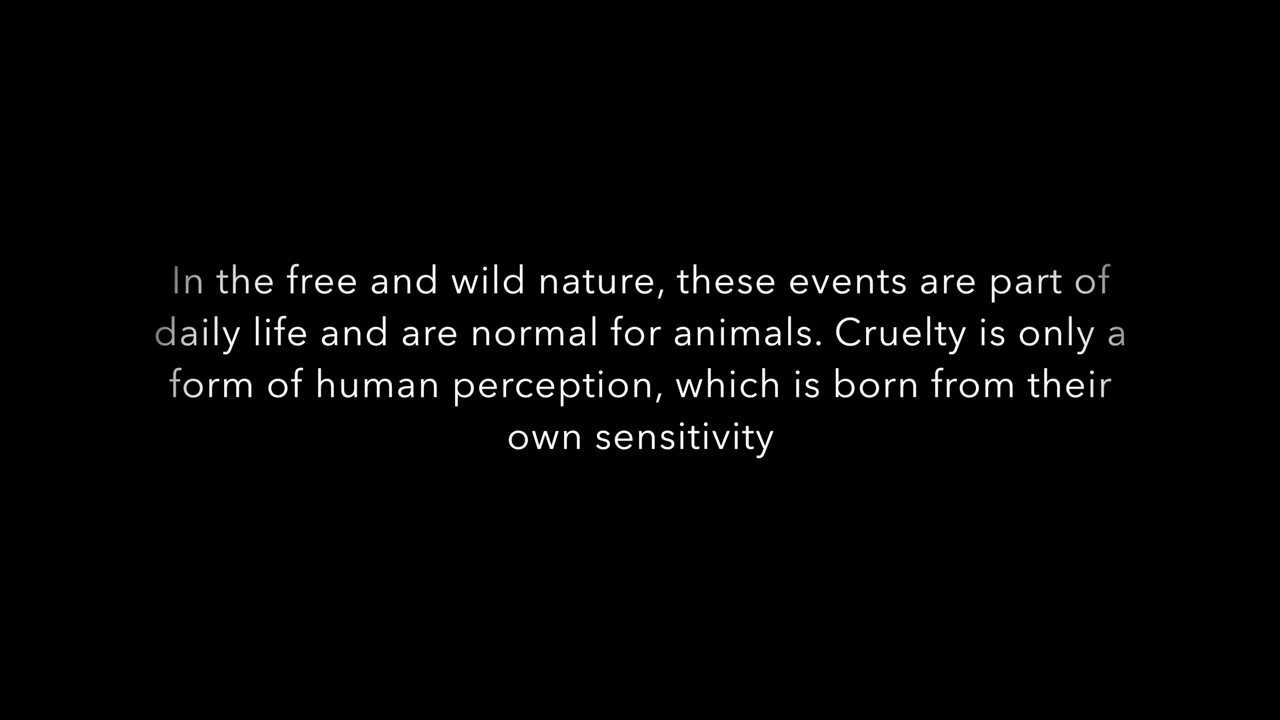 In the free and wild nature, these events are part of
daily life and are normal for animals. Cruelty is only a
form of human perception, which is born from their
own sensitivity